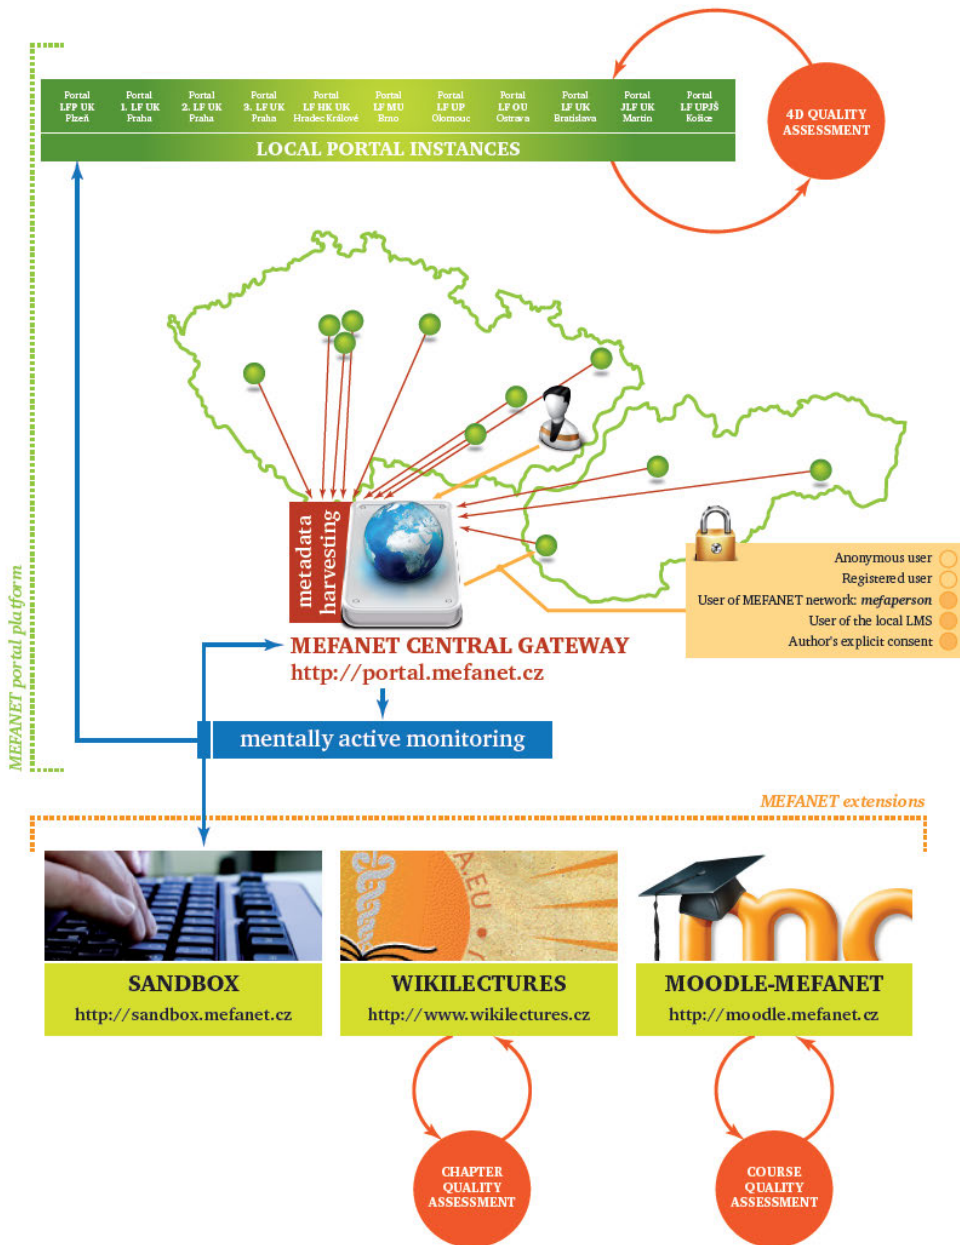 Portal
LFP UK
Plzeň
Portal
1. LF UK
Praha
Portal
2. LF UK
Praha
Portal
3. LF UK
Praha
Portal
LF HK UK
Hradec Králové
Portal
LF MU
Brno
Portal
LF UP
Olomouc
Portal
LF OU
Ostrava
Portal
LF UK
Bratislava
Portal
JLF UK
Martin
Portal
LF UPJŠ
Košice
LOCAL PORTAL INSTANCES
4D QUALITY
ASSESSMENT
MEFANET portal platform
metadata
harvesting
Anonymous user
Registered user
User of MEFANET network: mefaperson
User of the local LMS
Author's explicit consent
MEFANET CENTRAL GATEWAY
http://portal.mefanet.cz
mentally active monitoring
MEFANET extensions
A.EU
mo
SANDBOX
http://sandbox.mefanet.cz
WIKILECTURES
http://www.wikilectures.cz
MOODLE-MEFANET
http://moodle.mefanet.cz
CHAPTER
QUALITY
ASSESSMENT
COURSE
QUALITY
ASSESSMENT